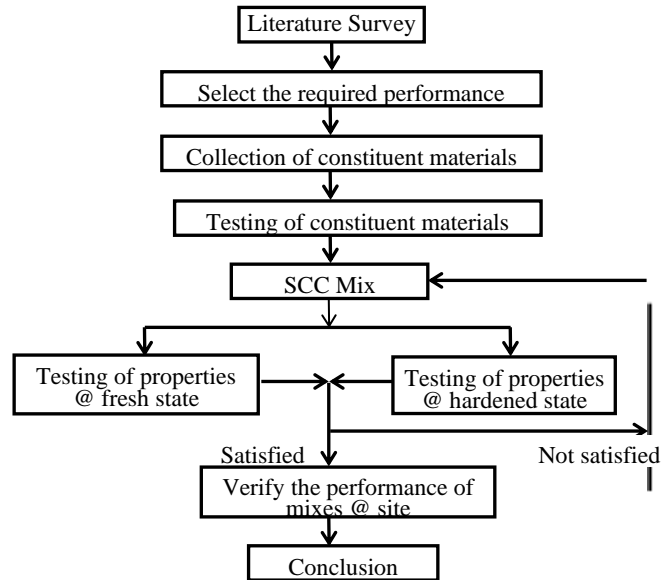 Literature Survey
Select the required performance
Collection of constituent materials
Testing of constituent materials
SCC Mix
Testing of properties
@ fresh state
Testing of properties
@ hardened state
Satisfied
Not satisfied
Verify the performance of
mixes @ site
Conclusion